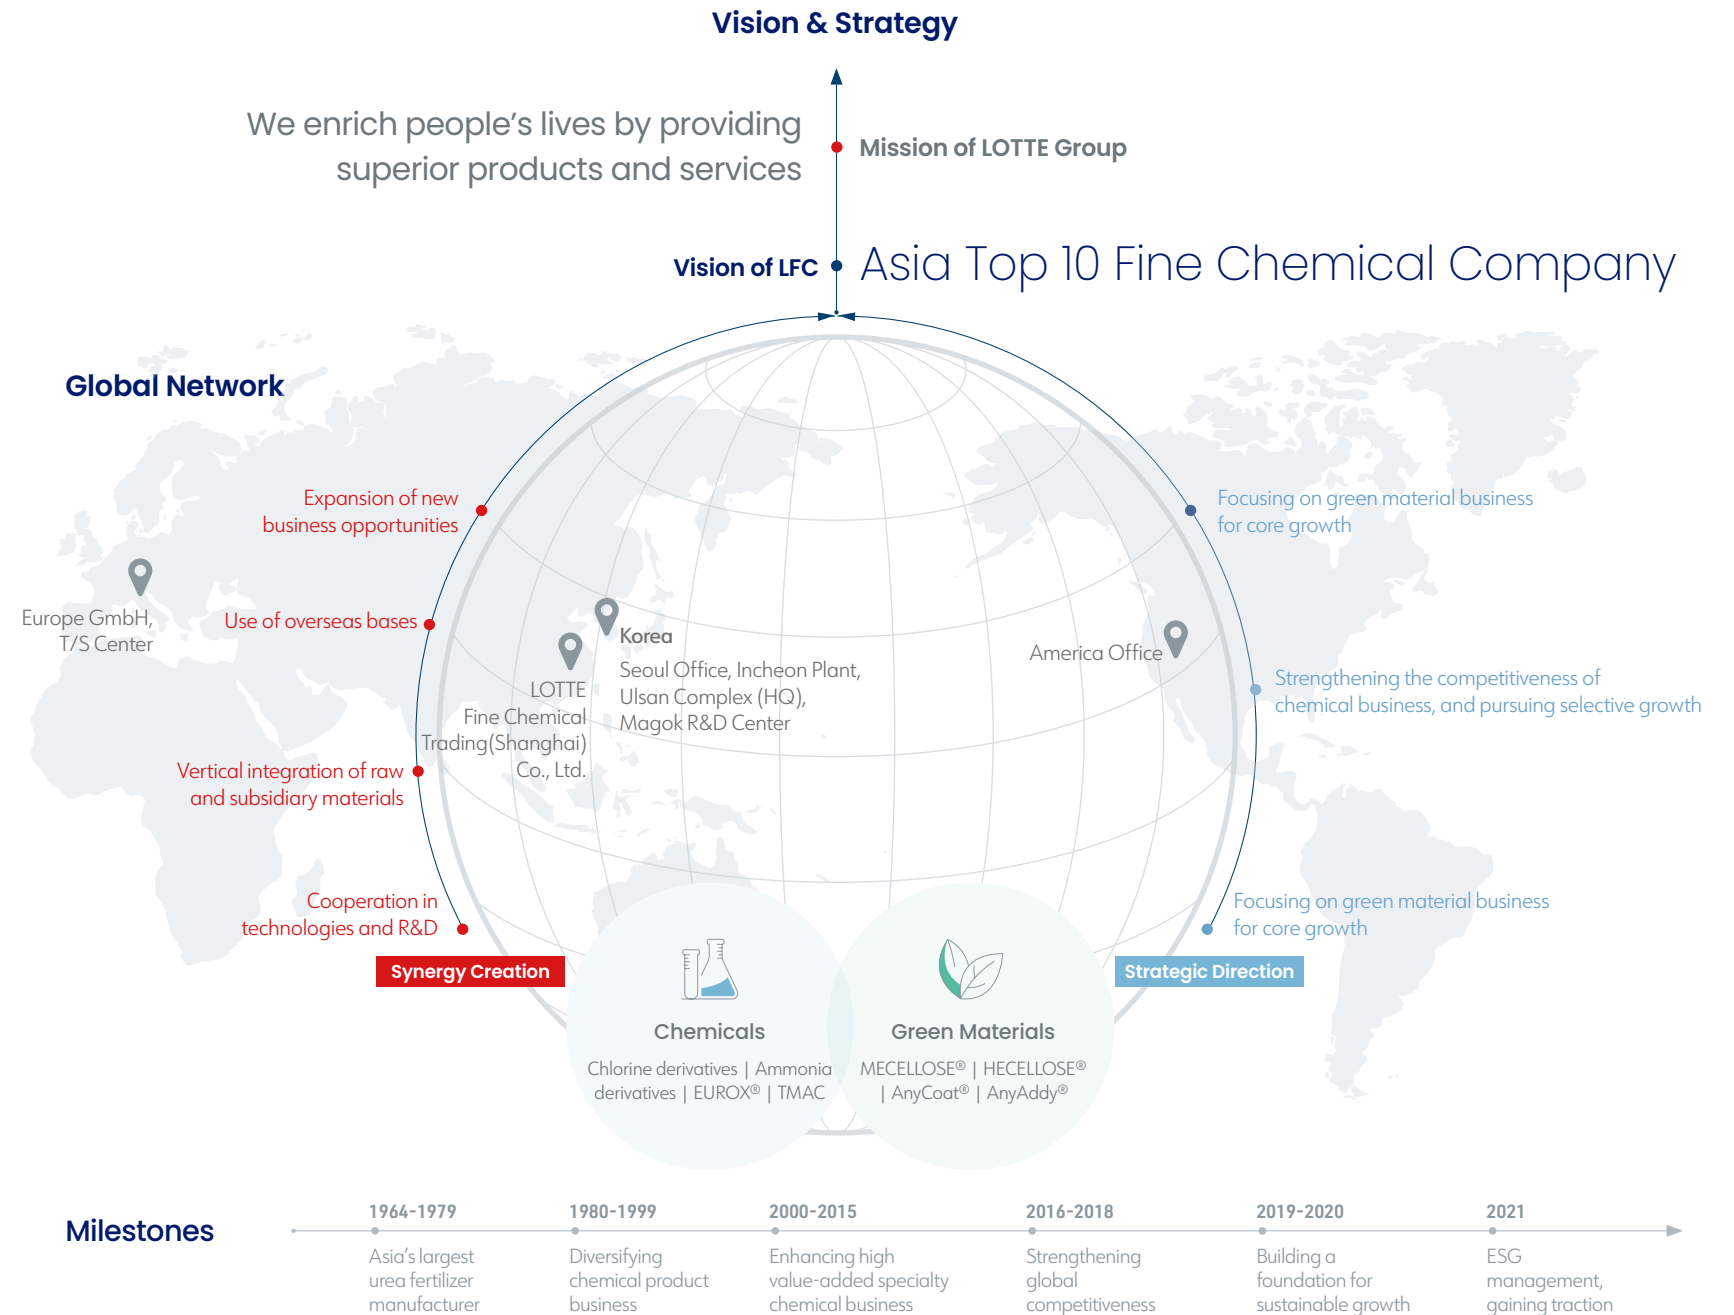 Vision & Strategy
We enrich people's lives by providing
superior products and services
Mission of LOTTE Group
Vision of LFC
Asia Top 10 Fine Chemical Company
Global Network
Expansion of new
business opportunities
Use of overseas bases
Vertical integration of raw
and subsidiary materials
Cooperation in
technologies and R&D
Synergy Creation
Europe GmbH,
T/S Center
LOTTE
Fine Chemical
Trading(Shanghai)
Co., Ltd.
Korea
Seoul Office, Incheon Plant,
Ulsan Complex (HQ),
Magok R&D Center
America Office
Focusing on green material business
for core growth
Strengthening the competitiveness of
chemical business, and pursuing selective growth
Focusing on green material business
for core growth
Strategic Direction
Chemicals
Chlorine derivatives | Ammonia
derivatives | EUROX® | TMAC
Green Materials
MECELLOSE® | HECELLOSE®
| AnyCoat® | AnyAddy®
Milestones
1964-1979
Asia's largest
urea fertilizer
manufacturer
1980-1999
Diversifying
chemical product
business
2000-2015
Enhancing high
value-added specialty
chemical business
2016-2018
Strengthening
global
competitiveness
2019-2020
Building a
foundation for
sustainable growth
2021
ESG
management,
gaining traction